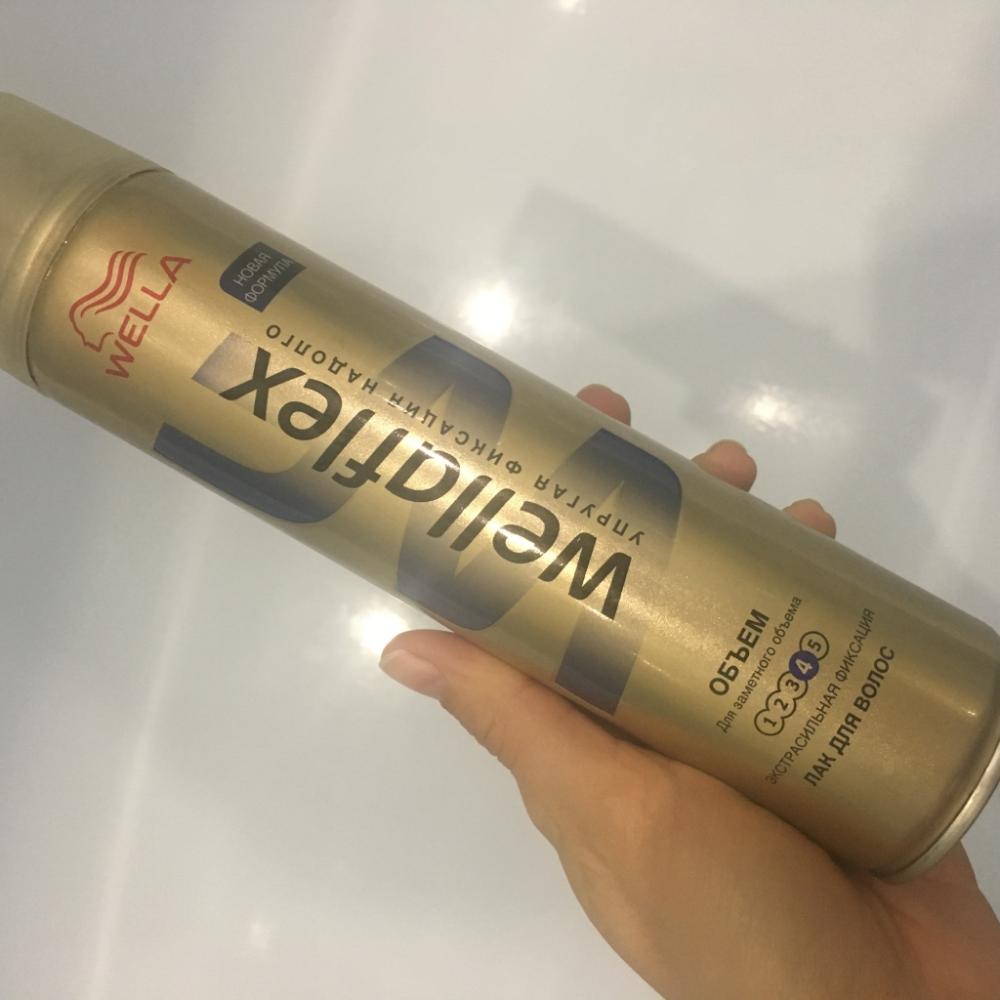 WELLA
НОВАЯ
ФОРМУЛА
wellaflex
УПРУГАЯ ФИКСАЦИЯ НАДОЛГО
ОБЪЕМ
Для заметного объема
1 2 3 4 5
ЭКСТРАСИЛЬНАЯ ФИКСАЦИЯ
ЛАК ДЛЯ ВОЛОС